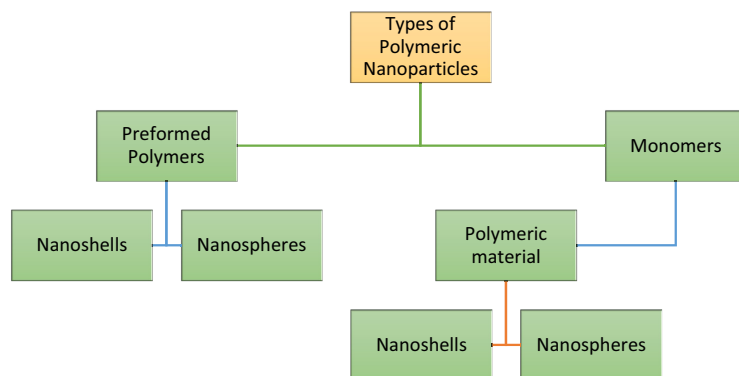 Types of
Polymeric
Nanoparticles
Preformed
Polymers
Monomers
Nanoshells
Nanospheres
Polymeric
material
Nanoshells
Nanospheres